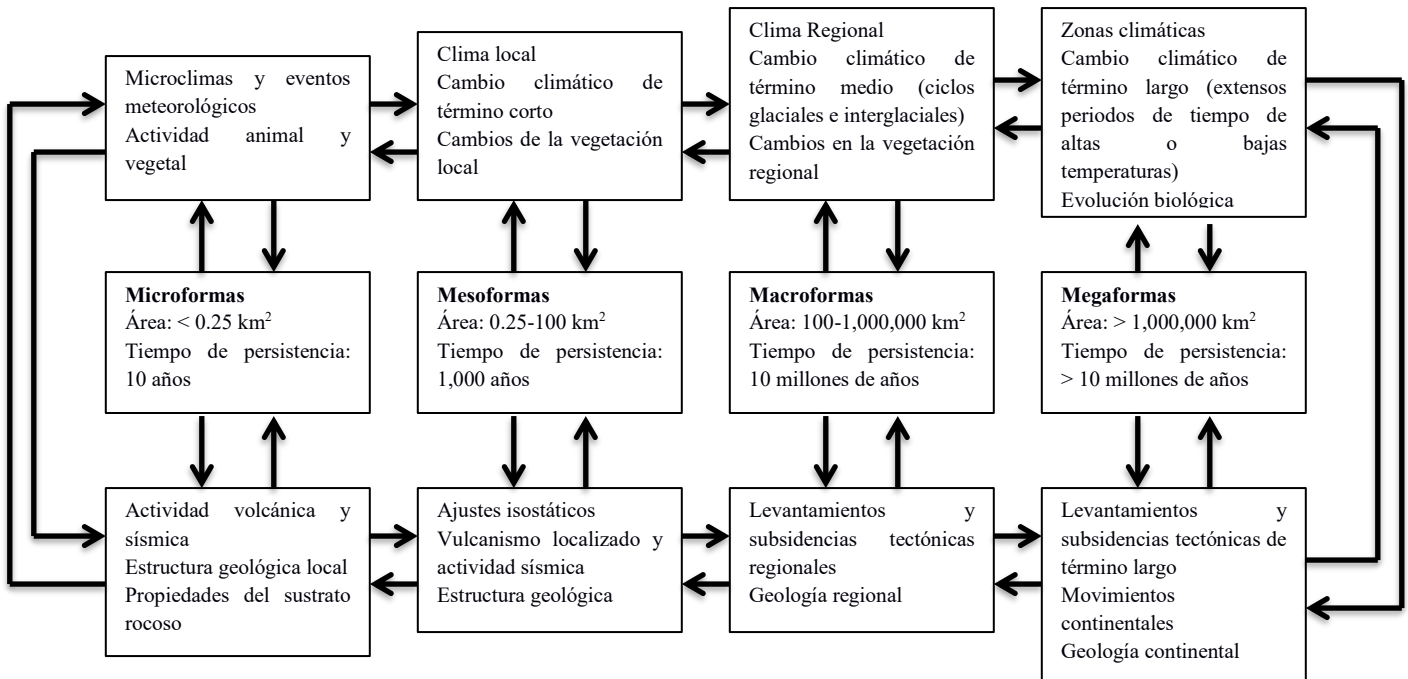 Microclimas y eventos
meteorológicos
Actividad animal y
vegetal
Clima local
Cambio climático de
término corto
Cambios de la vegetación
local
Clima Regional
Cambio climático de
término medio (ciclos
glaciales e interglaciales)
Cambios en la vegetación
regional
Zonas climáticas
Cambio climático de
término largo (extensos
periodos de tiempo de
altas o bajas
temperaturas)
Evolución biológica
Microformas
Área: < 0.25 km²
Tiempo de persistencia:
10 años
Mesoformas
Área: 0.25-100 km²
Tiempo de persistencia:
1,000 años
Macroformas
Área: 100-1,000,000 km²
Tiempo de persistencia:
10 millones de años
Megaformas
Área: > 1,000,000 km²
Tiempo de persistencia:
> 10 millones de años
Actividad volcánica y
sísmica
Estructura geológica local
Propiedades del sustrato
rocoso
Ajustes isostáticos
Vulcanismo localizado y
actividad sísmica
Estructura geológica
Levantamientos y
subsidencias tectónicas
regionales
Geología regional
Levantamientos y
subsidencias tectónicas de
término largo
Movimientos
continentales
Geología continental